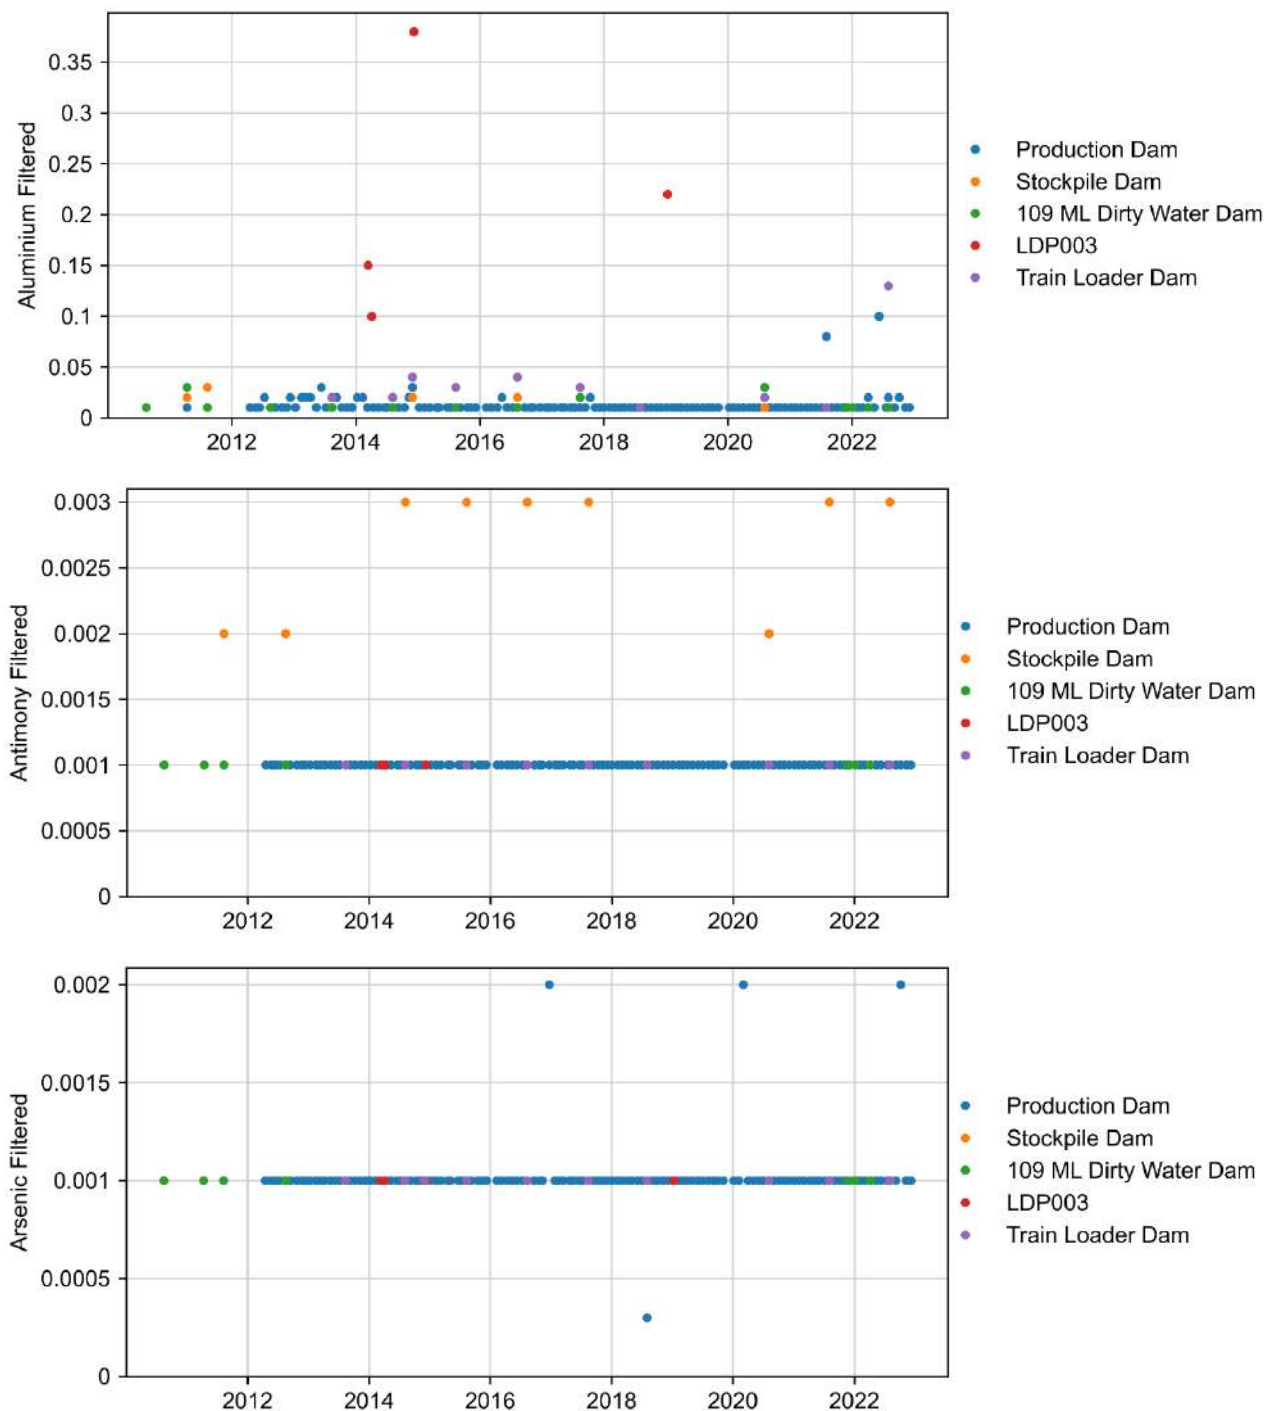 0.35
0.3
0.25
0.2
0.15
0.1
0.05
0
Aluminium Filtered
2012 2014 2016 2018 2020 2022
Production Dam
Stockpile Dam
109 ML Dirty Water Dam
LDP003
Train Loader Dam
0.003
0.0025
0.002
0.0015
0.001
0.0005
0
Antimony Filtered
2012 2014 2016 2018 2020 2022
Production Dam
Stockpile Dam
109 ML Dirty Water Dam
LDP003
Train Loader Dam
0.002
0.0015
0.001
0.0005
0
Arsenic Filtered
2012 2014 2016 2018 2020 2022
Production Dam
Stockpile Dam
109 ML Dirty Water Dam
LDP003
Train Loader Dam